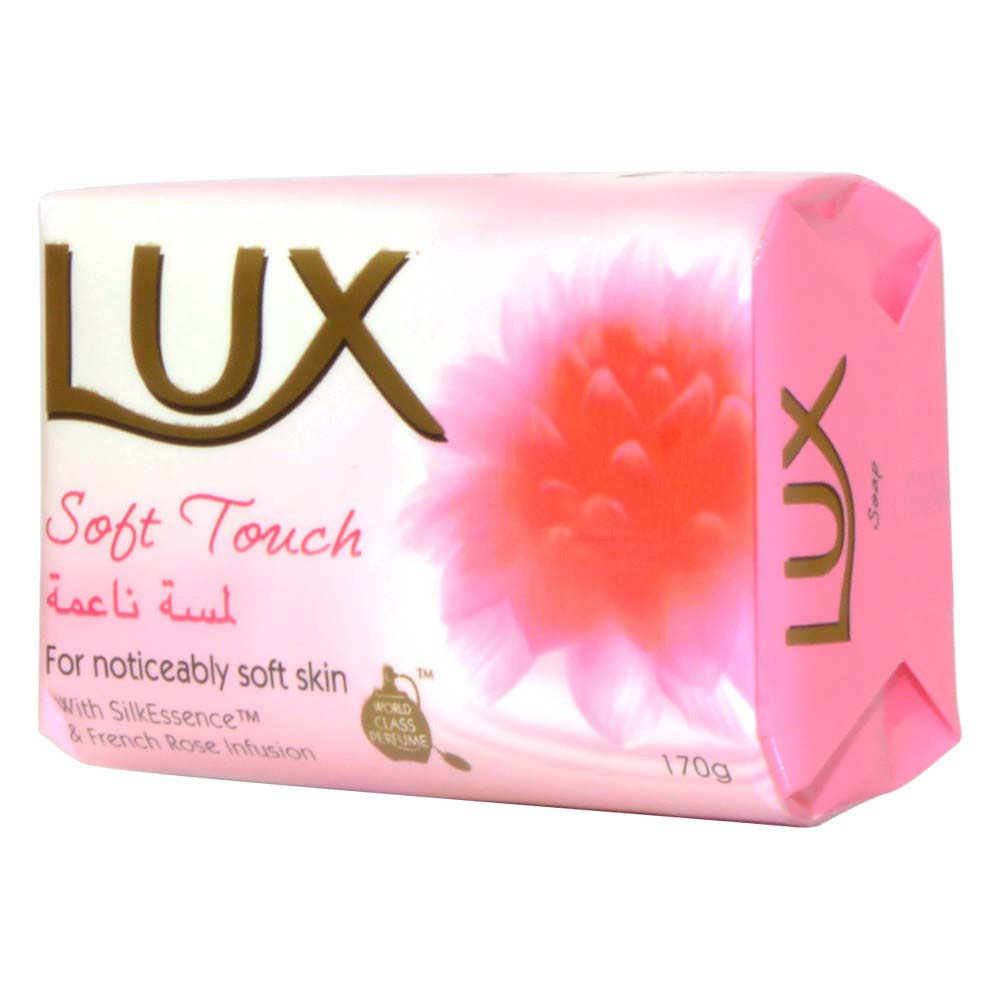 LUX
Soft Touch
لمسة ناعمة
For noticeably soft skin
With SilkEssence™
& French Rose Infusion
WORLD
CLASS
PERFUME
™
170g
LUX
Soap